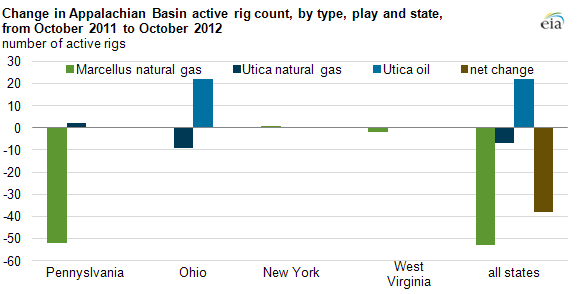 Change in Appalachian Basin active rig count, by type, play and state,
from October 2011 to October 2012
number of active rigs
eia
30
Marcellus natural gas
Utica natural gas
Utica oil
net change
20
10
0
-10
-20
-30
-40
-50
-60
Pennyslvania
Ohio
New York
West
Virginia
all states